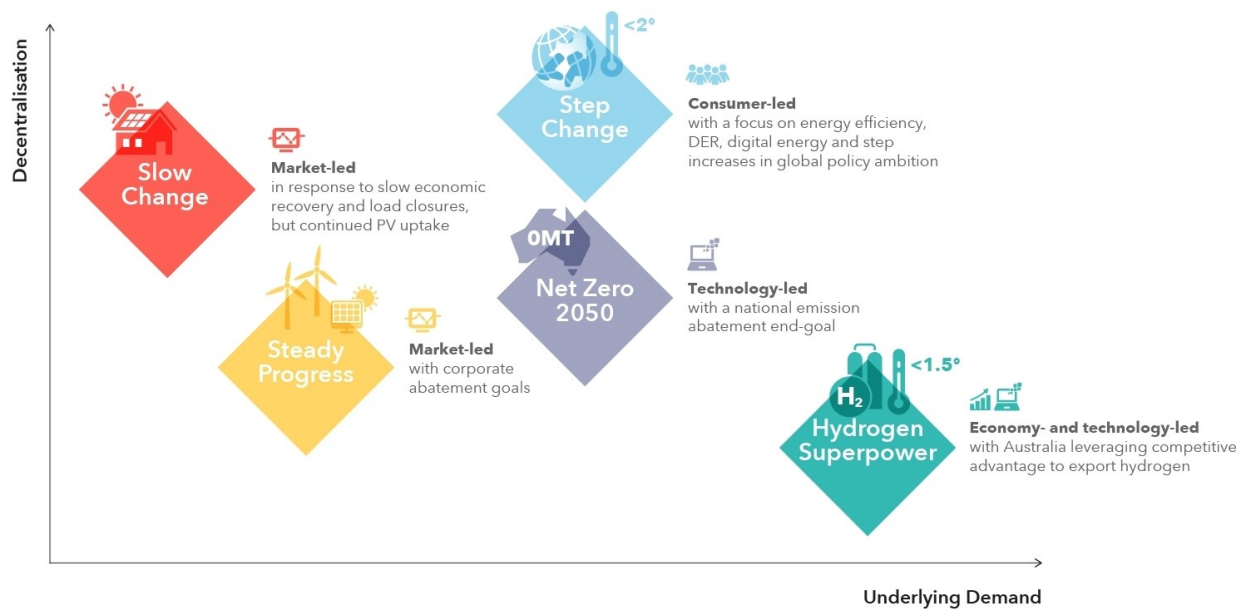 Decentralisation
Slow
Change
Market-led
in response to slow economic
recovery and load closures,
but continued PV uptake
<2°
Step
Change
Consumer-led
with a focus on energy efficiency,
DER, digital energy and step
increases in global policy ambition
Steady
Progress
Market-led
with corporate
abatement goals
0MT
Net Zero
2050
Technology-led
with a national emission
abatement end-goal
<1.5°
H₂
Hydrogen
Superpower
Economy- and technology-led
with Australia leveraging competitive
advantage to export hydrogen
Underlying Demand